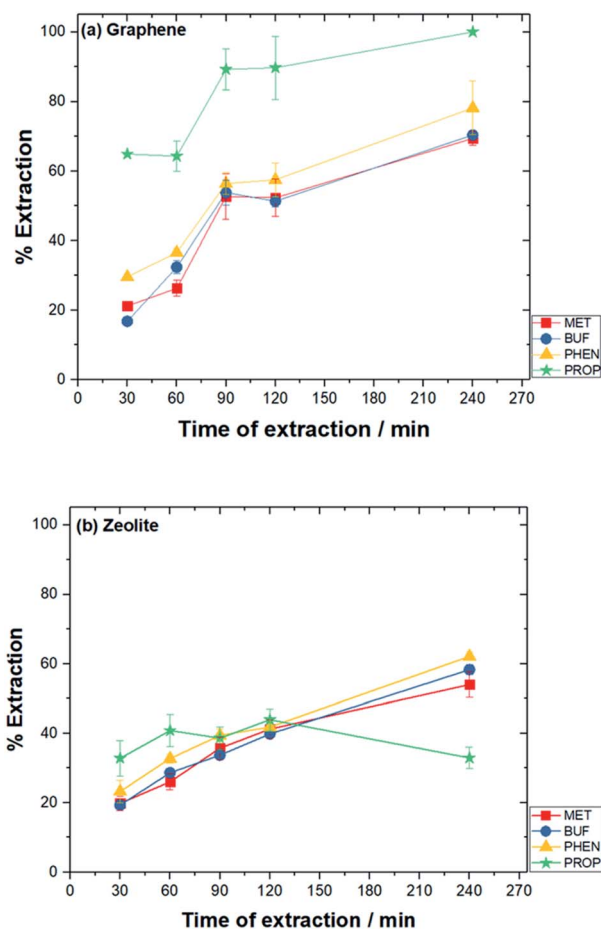 (a) Graphene
100
80
60
40
20
0
% Extraction
0 30 60 90 120 150 180 210 240 270
Time of extraction / min
MET
BUF
PHEN
PROP
(b) Zeolite
100
80
60
40
20
0
% Extraction
0 30 60 90 120 150 180 210 240 270
Time of extraction / min
MET
BUF
PHEN
PROP